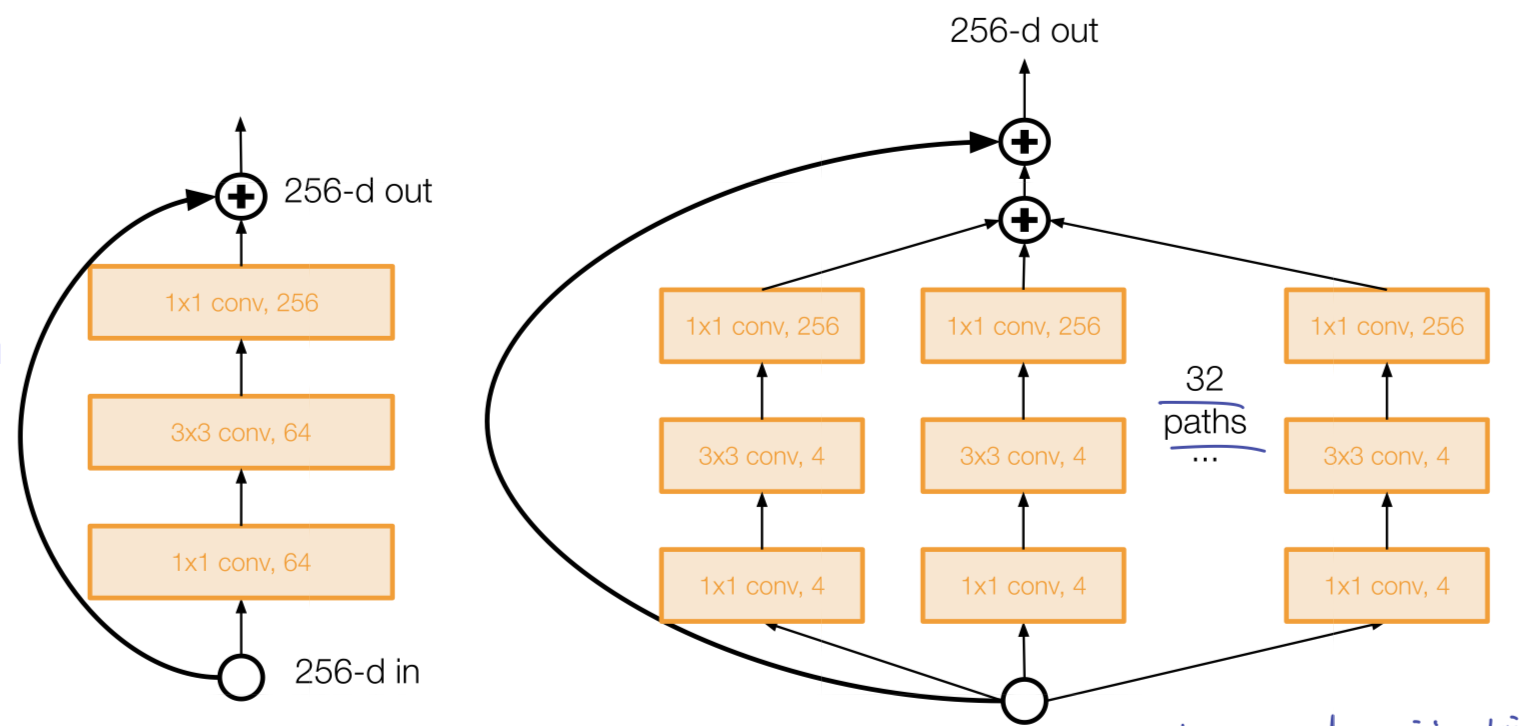 256-d out
1x1 conv, 256
3x3 conv, 64
1x1 conv, 64
256-d in
256-d out
1x1 conv, 256
1x1 conv, 256
1x1 conv, 256
32
paths
...
3x3 conv, 4
3x3 conv, 4
3x3 conv, 4
1x1 conv, 4
1x1 conv, 4
1x1 conv, 4